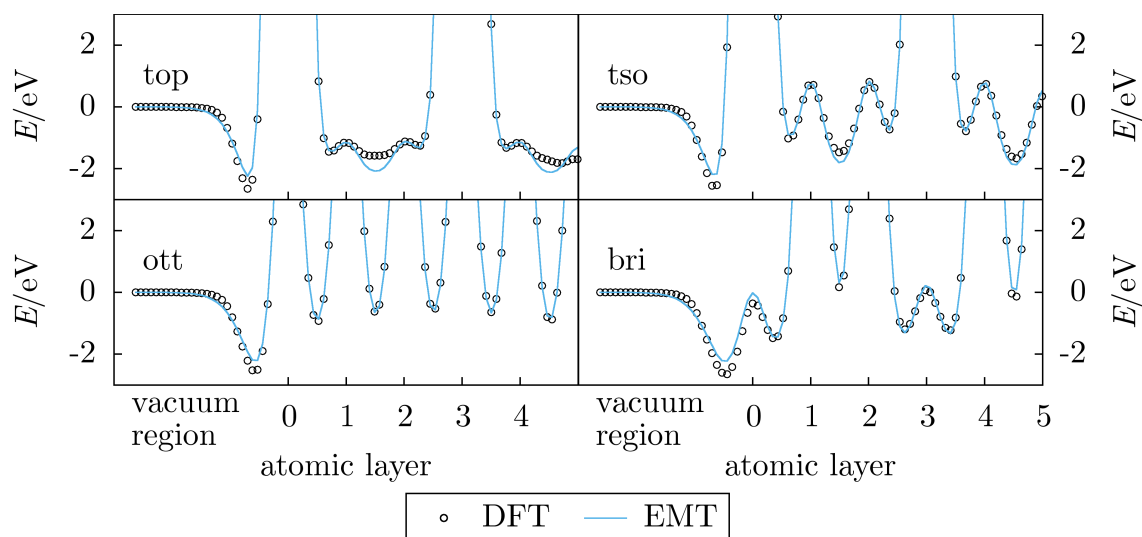 top
tso
2
0
-2
E/eV
2
0
-2
E/eV
ott
bri
2
0
-2
E/eV
2
0
-2
E/eV
vacuum region 0 1 2 3 4
vacuum region 0 1 2 3 4 5
atomic layer
atomic layer
DFT EMT